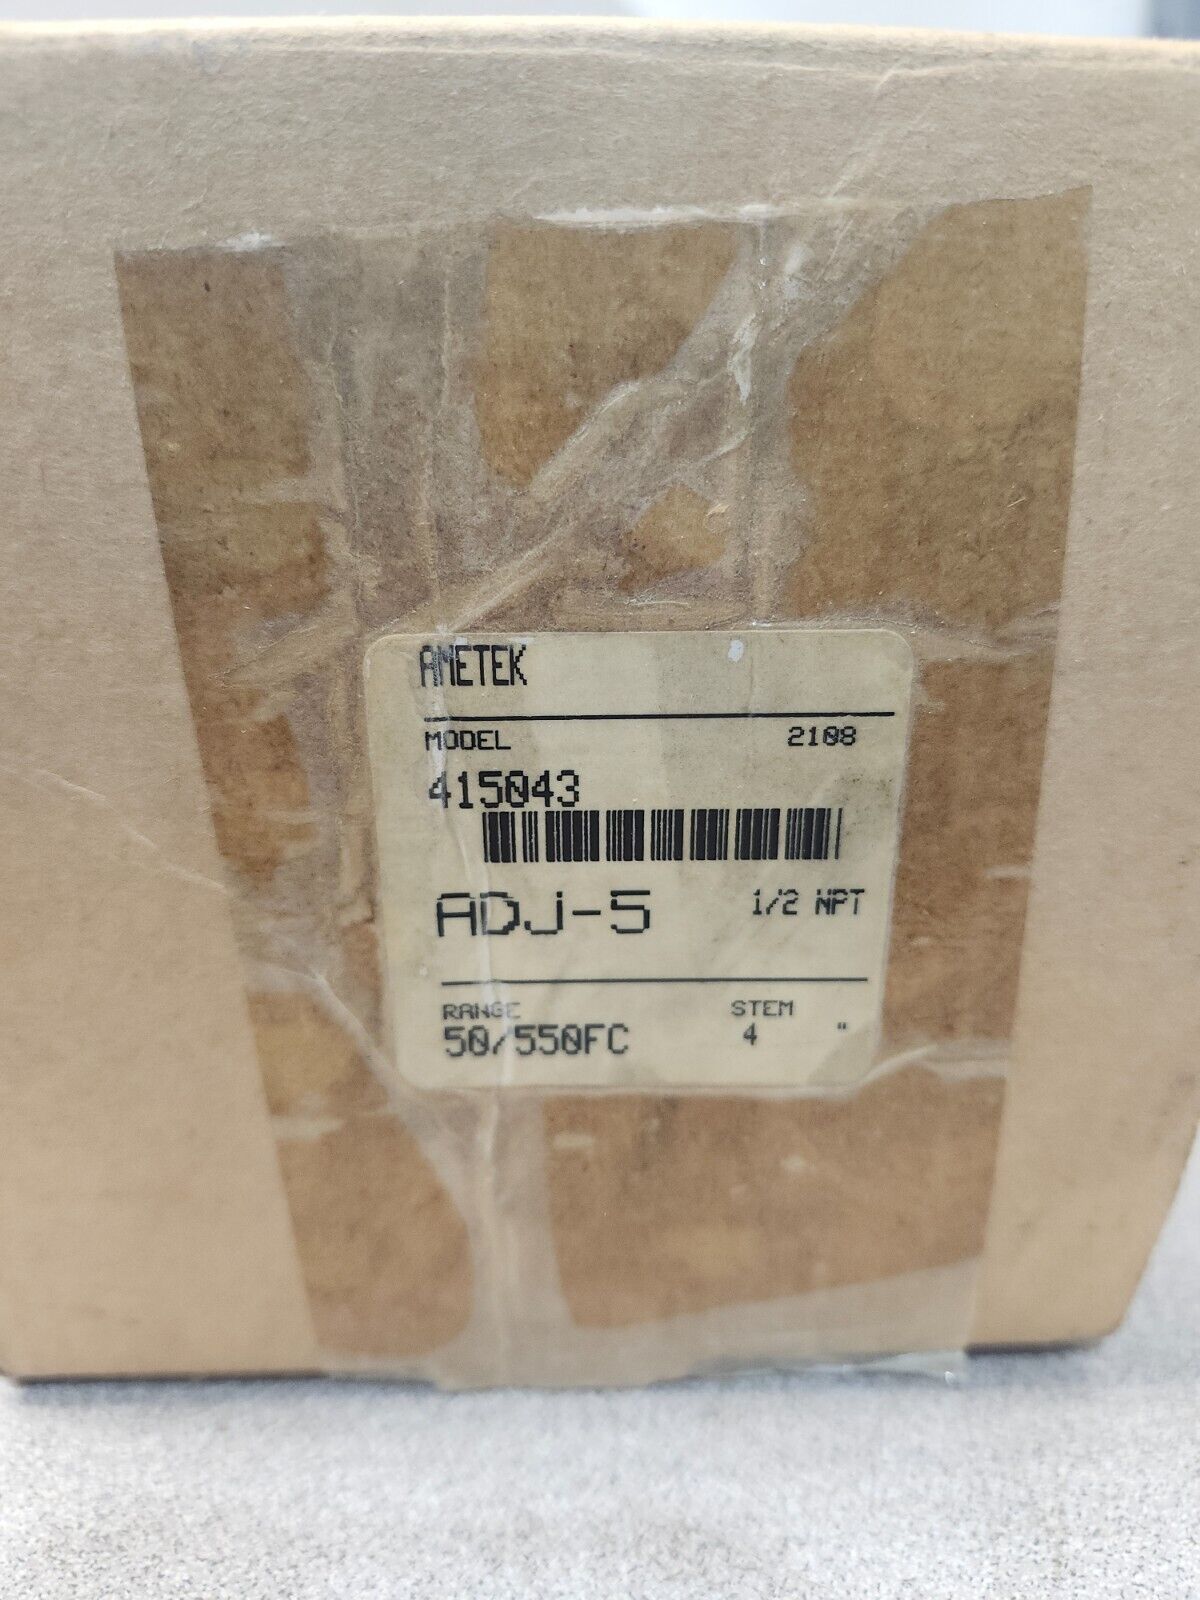 AMETEK
MODEL 2108
415043
ADJ-5 1/2 NPT
RANGE STEM
50/550FC 4 "